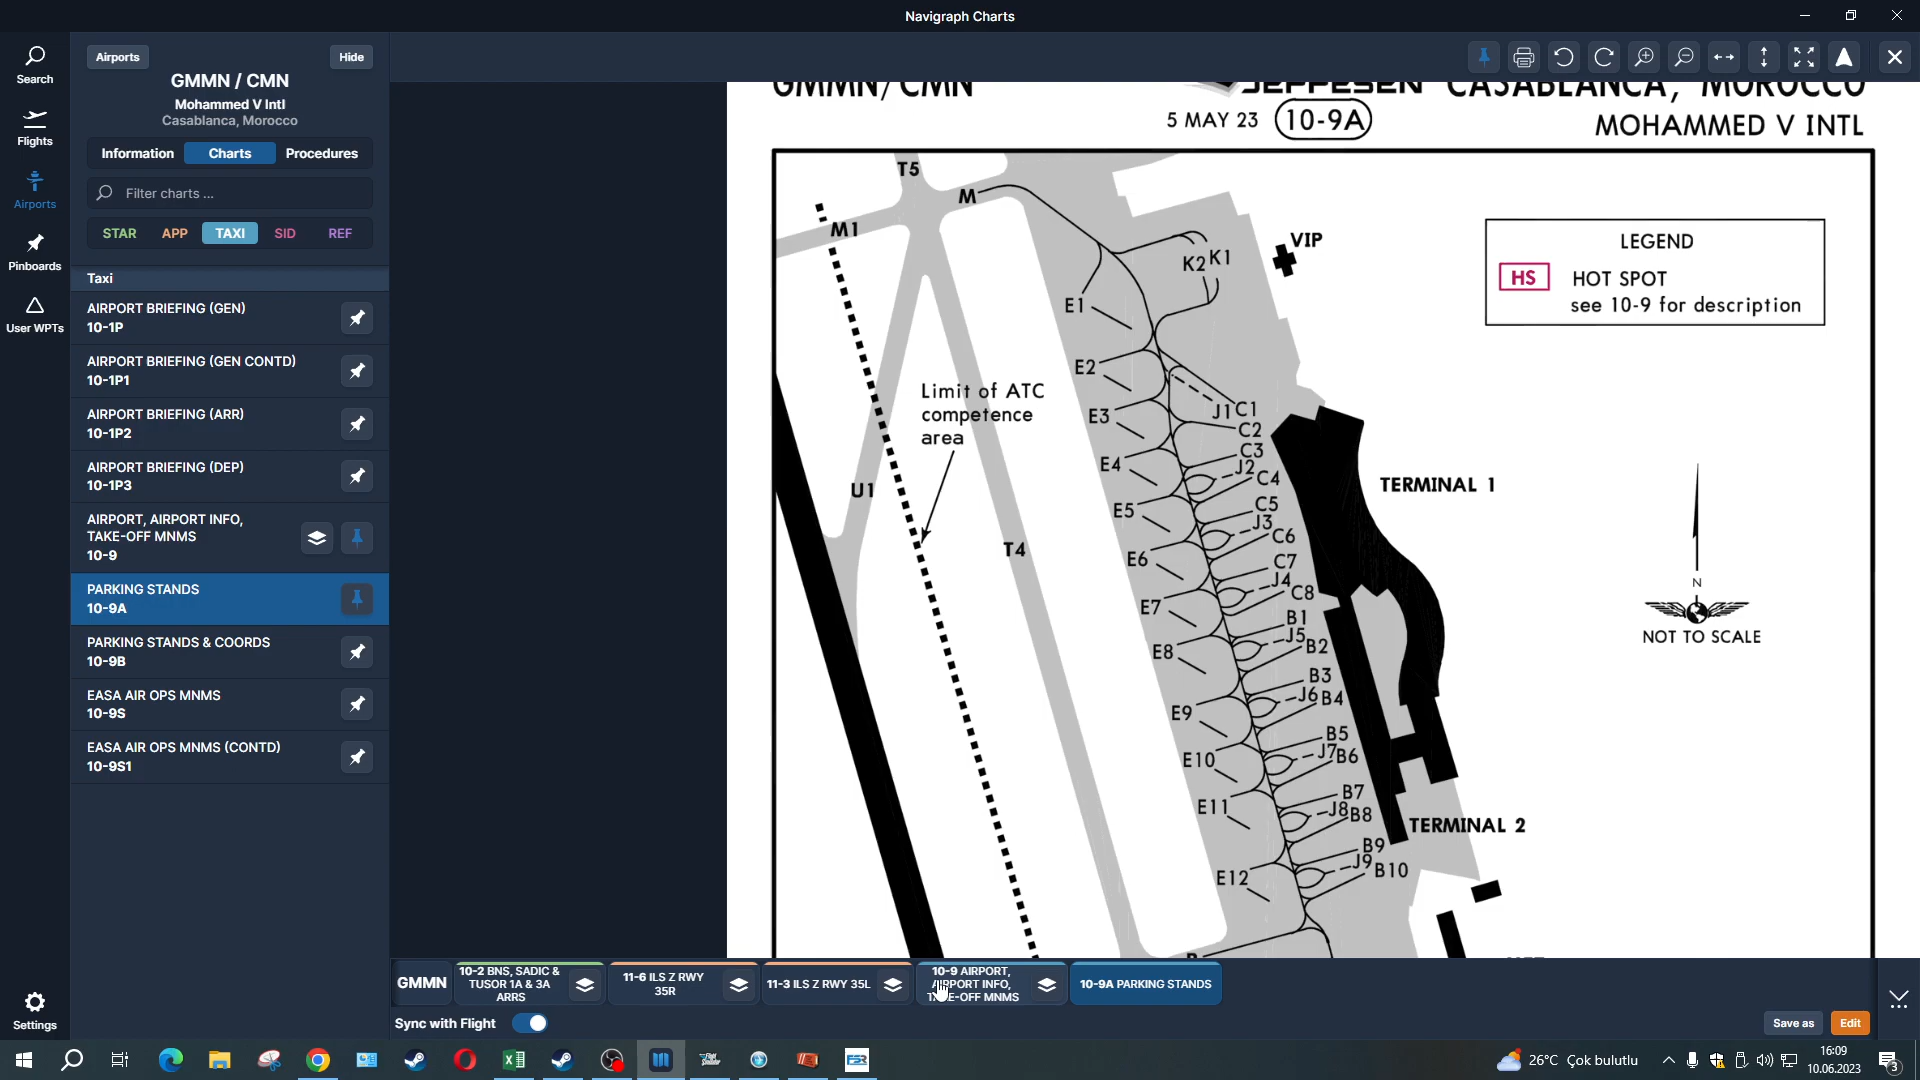 Navigraph Charts
Search
Flights
Airports
Pinboards
User WPTs
Settings
Airports
Hide
GMMN / CMN
Mohammed V Intl
Casablanca, Morocco
Information
Charts
Procedures
Filter charts ...
STAR
APP
TAXI
SID
REF
Taxi
AIRPORT BRIEFING (GEN)
10-1P
AIRPORT BRIEFING (GEN CONTD)
10-1P1
AIRPORT BRIEFING (ARR)
10-1P2
AIRPORT BRIEFING (DEP)
10-1P3
AIRPORT, AIRPORT INFO,
TAKE-OFF MNMS
10-9
PARKING STANDS
10-9A
PARKING STANDS & COORDS
10-9B
EASA AIR OPS MNMS
10-9S
EASA AIR OPS MNMS (CONTD)
10-9S1
GMMN/CMN
JEPPESEN
CASABLANCA, MOROCCO
5 MAY 23
10-9A
MOHAMMED V INTL
T5
M
M1
K2
K1
VIP
LEGEND
HS
HOT SPOT
see 10-9 for description
E1
E2
Limit of ATC
competence
area
J1
C1
E3
C2
C3
E4
J2
C4
TERMINAL 1
U1
C5
E5
J3
C6
T4
E6
C7
J4
C8
N
E7
B1
J5
B2
NOT TO SCALE
E8
B3
J6
B4
E9
B5
J7
B6
E10
B7
E11
J8
B8
TERMINAL 2
B9
J9
B10
E12
GMMN
10-2 BNS, SADIC &
TUSOR 1A & 3A
ARRS
11-6 ILS Z RWY
35R
11-3 ILS Z RWY 35L
10-9 AIRPORT,
AIRPORT INFO,
TAKE-OFF MNMS
10-9A PARKING STANDS
Sync with Flight
Save as
Edit
26°C Çok bulutlu
16:09
10.06.2023
3